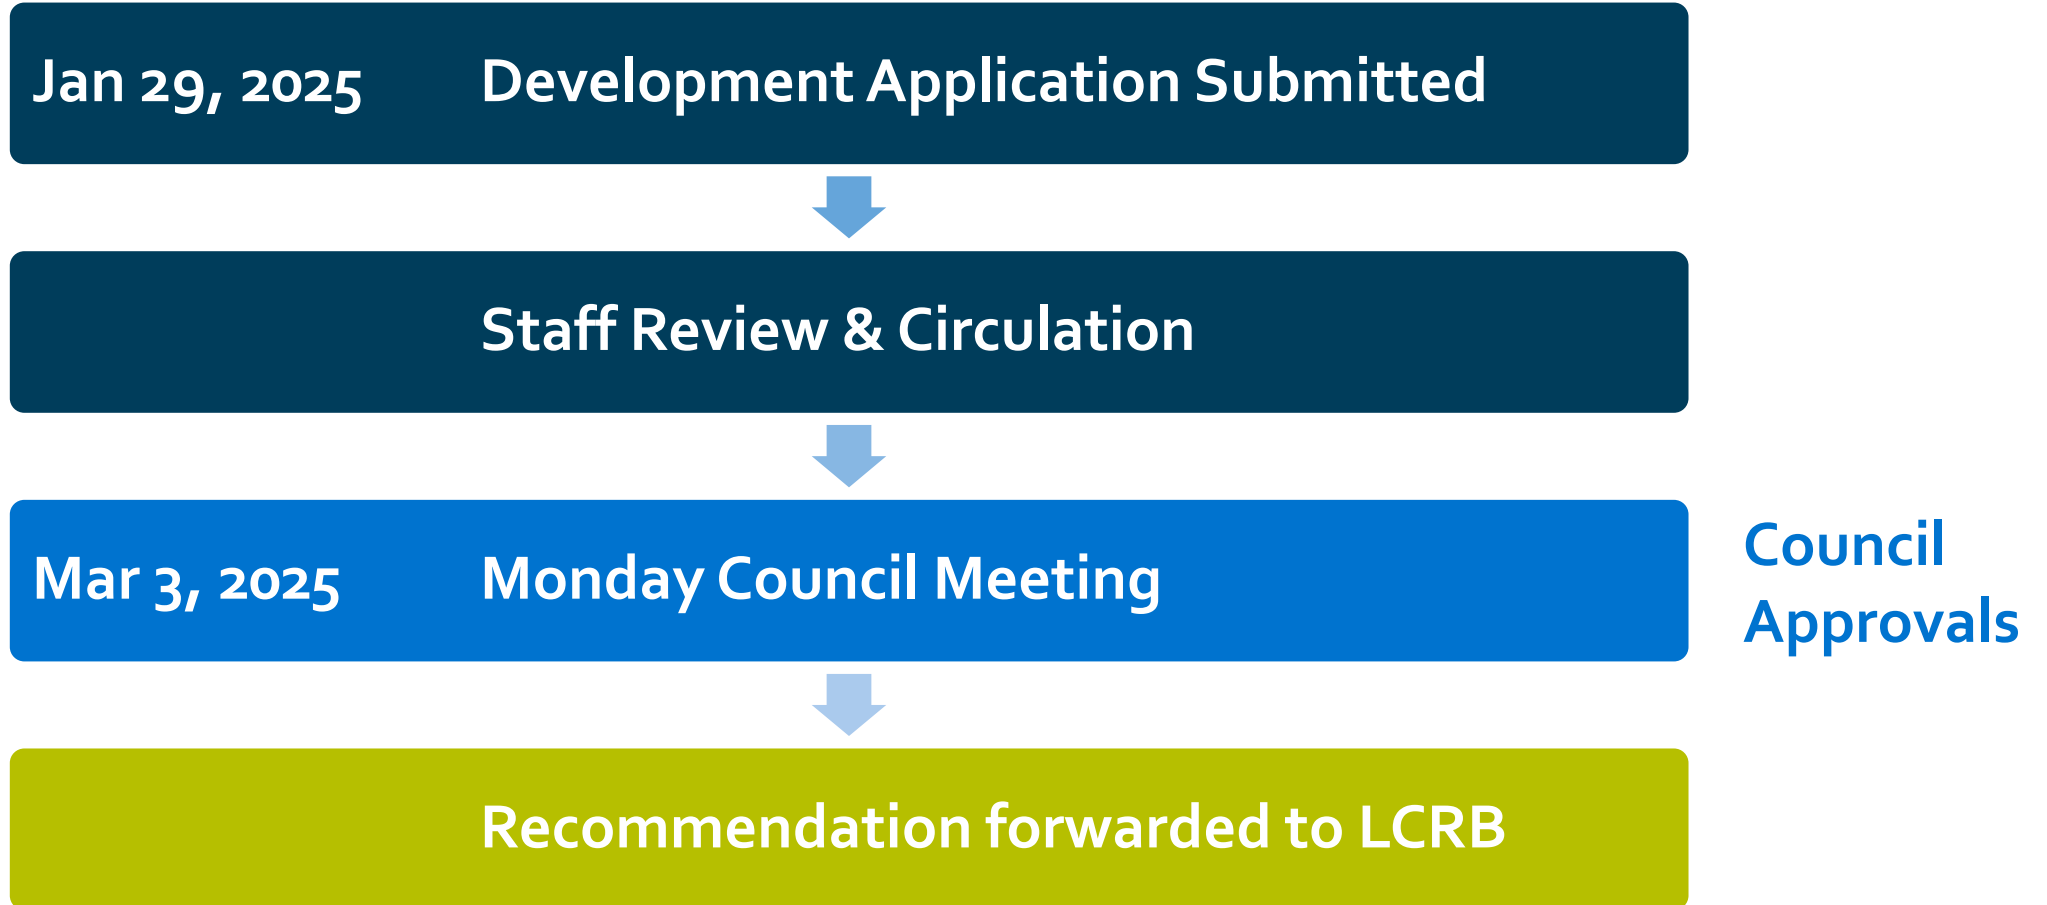 Jan 29, 2025 Development Application Submitted
Staff Review & Circulation
Mar 3, 2025 Monday Council Meeting
Council
Approvals
Recommendation forwarded to LCRB